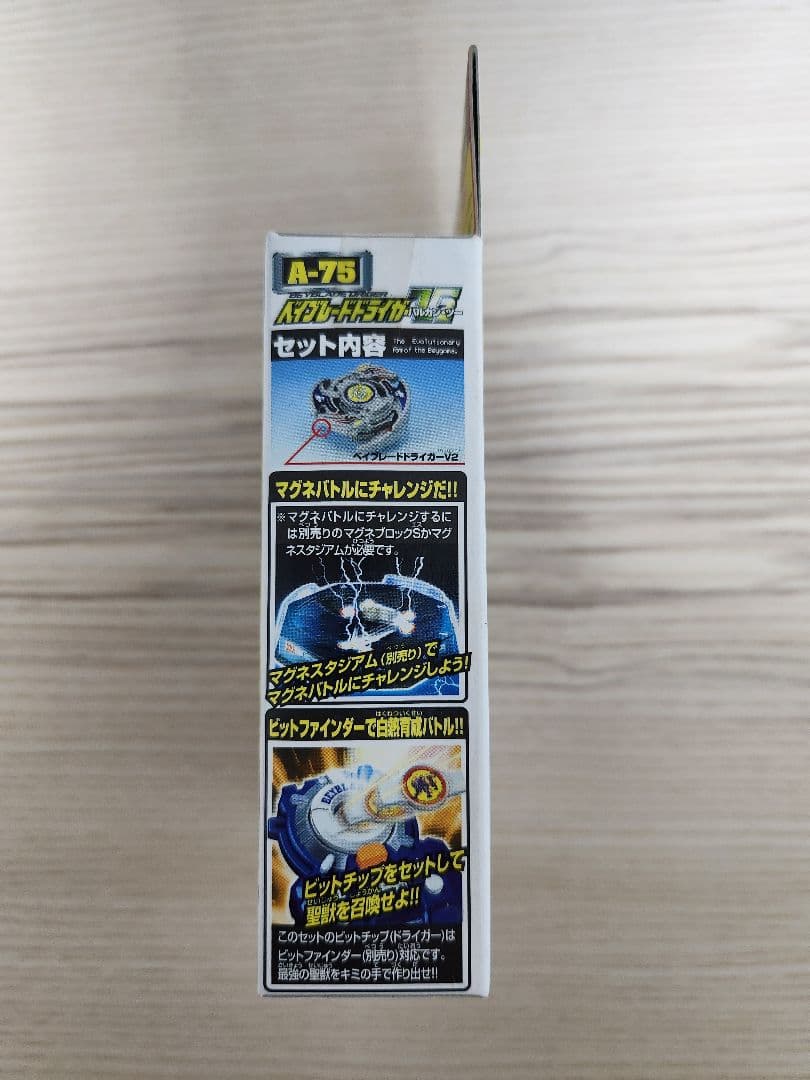 A-75
BEYBLADE DRIGER
ベイブレードドライガー V2
バルカン・ツー
セット内容
The Evolutionary
Form of the Beygoma.
ベイブレードドライガーV2
マグネバトルにチャレンジだ!!
※マグネバトルにチャレンジするに
は別売りのマグネブロックSかマグ
ネスタジアムが必要です。
マグネスタジアム(別売り)で
マグネバトルにチャレンジしよう!
ビットファインダーで白熱育成バトル!!
BEYBL
ビットチップをセットして
聖獣を召喚せよ!!
このセットのビットチップ(ドライガー)は
ビットファインダー(別売り)対応です。
最強の聖獣をキミの手で作り出せ!!